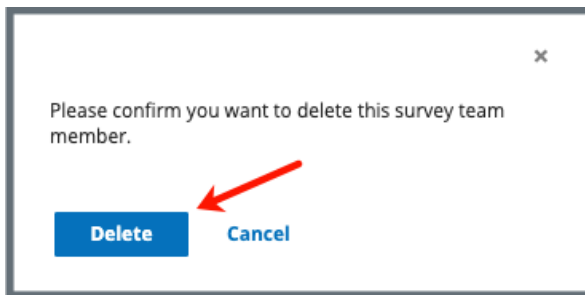 Please confirm you want to delete this survey team
member.
Delete
Cancel